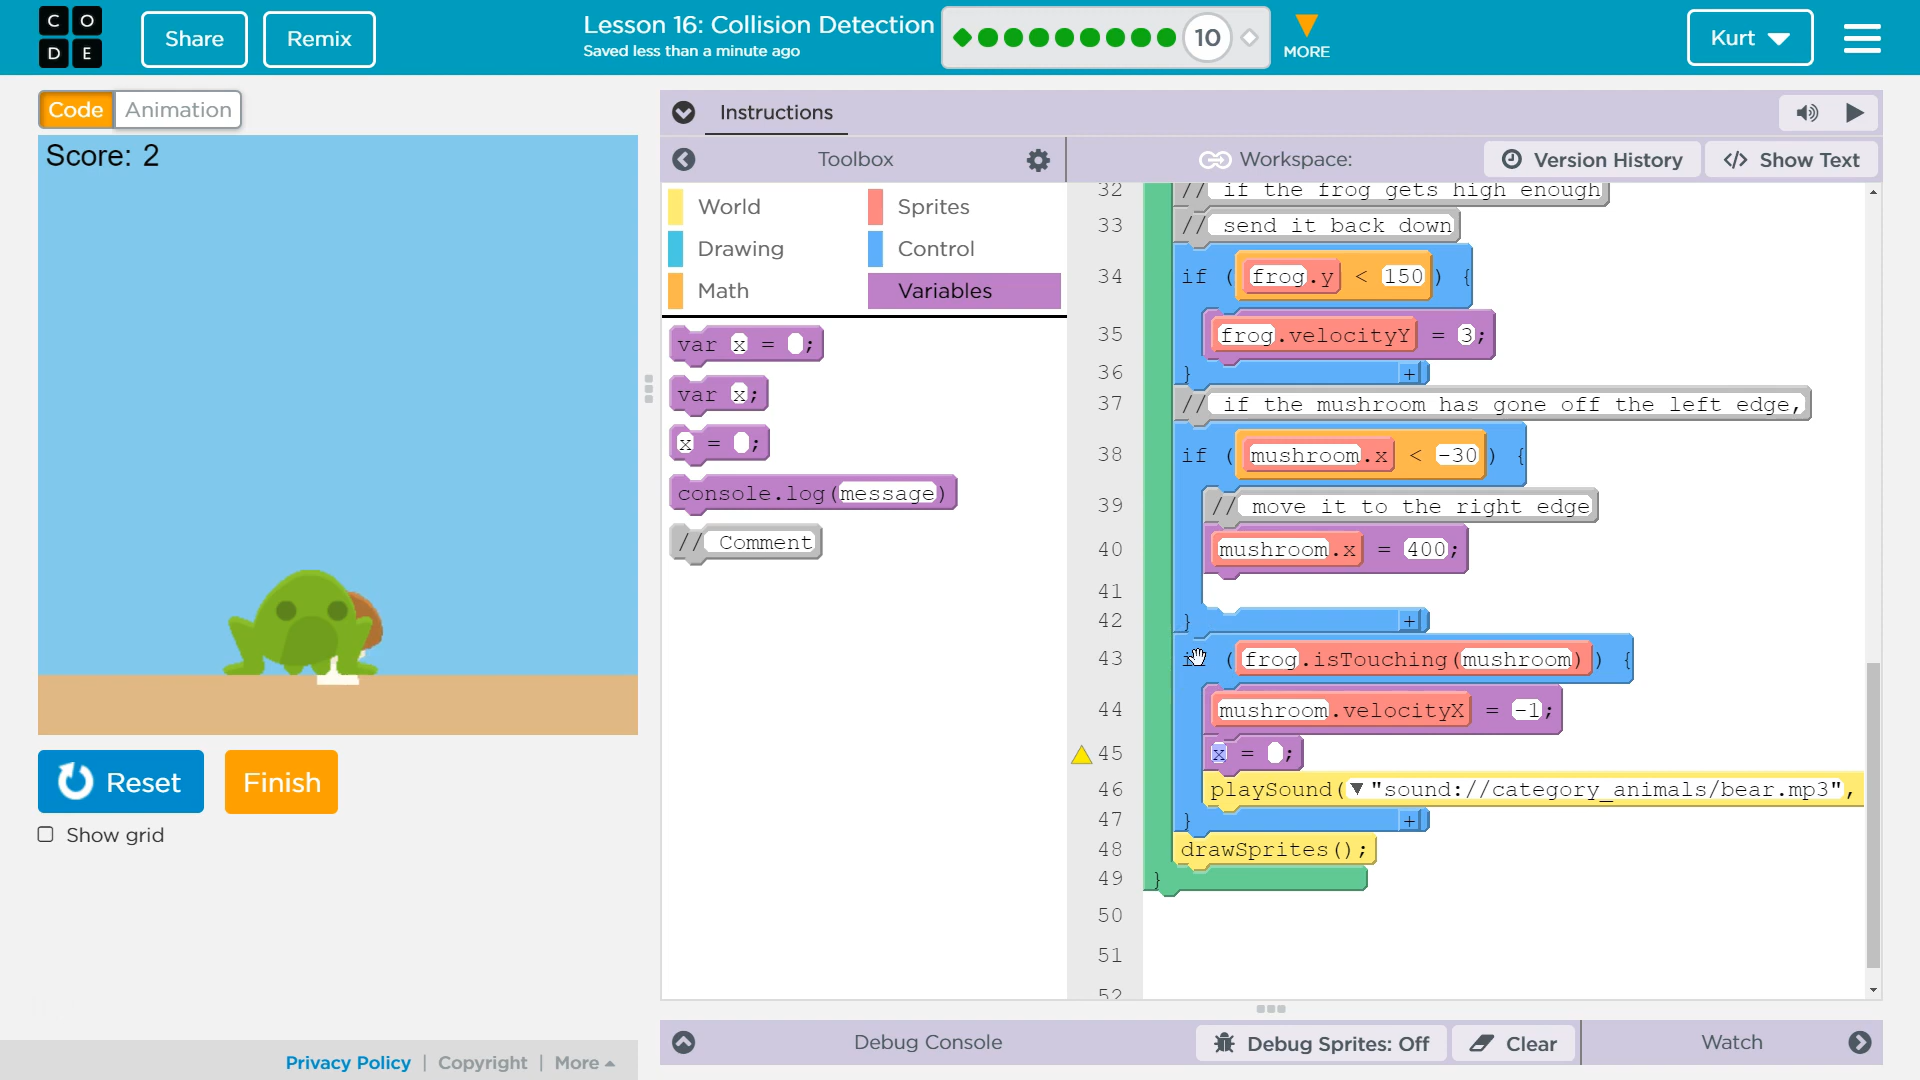 C O
D E
Share
Remix
Lesson 16: Collision Detection
Saved less than a minute ago
10
MORE
Kurt
Code
Animation
Score: 2
Reset
Finish
Show grid
Privacy Policy | Copyright | More
Instructions
Toolbox
World
Sprites
Drawing
Control
Math
Variables
var x = ;
var x;
x = ;
console.log(message)
// Comment
Workspace:
Version History
</> Show Text
32 // if the frog gets high enough
33 // send it back down
34 if (frog.y < 150) {
35 frog.velocityY = 3;
36 } +
37 // if the mushroom has gone off the left edge,
38 if (mushroom.x < -30) {
39 // move it to the right edge
40 mushroom.x = 400;
41
42 } +
43 if (frog.isTouching(mushroom)) {
44 mushroom.velocityX = -1;
45 x = ;
46 playSound("sound://category_animals/bear.mp3",
47 } +
48 drawSprites();
49 }
50
51
52
Debug Console
Debug Sprites: Off
Clear
Watch